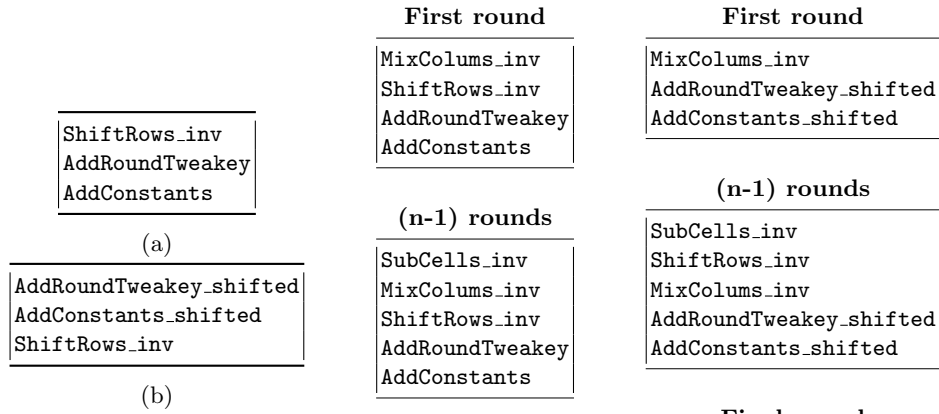 ShiftRows_inv
AddRoundTweakey
AddConstants
(a)
AddRoundTweakey_shifted
AddConstants_shifted
ShiftRows_inv
(b)
First round
MixColums_inv
ShiftRows_inv
AddRoundTweakey
AddConstants
(n-1) rounds
SubCells_inv
MixColums_inv
ShiftRows_inv
AddRoundTweakey
AddConstants
First round
MixColums_inv
AddRoundTweakey_shifted
AddConstants_shifted
(n-1) rounds
SubCells_inv
ShiftRows_inv
MixColums_inv
AddRoundTweakey_shifted
AddConstants_shifted